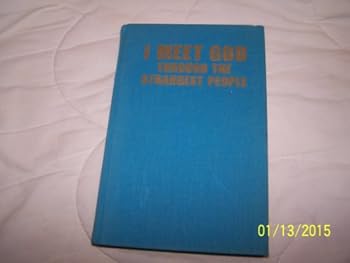 I MEET GOD
THROUGH THE
STRANGEST PEOPLE
01/13/2015